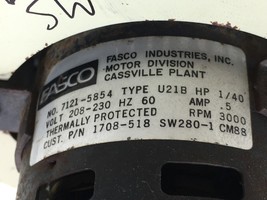 SW
FASCO
FASCO INDUSTRIES, INC.
MOTOR DIVISION
CASSVILLE PLANT
NO. 7121-5854 TYPE U21B HP 1/40
VOLT 208-230 HZ 60 AMP .5
THERMALLY PROTECTED RPM 3000
CUST. P/N 1708-518 SW280-1 CM88